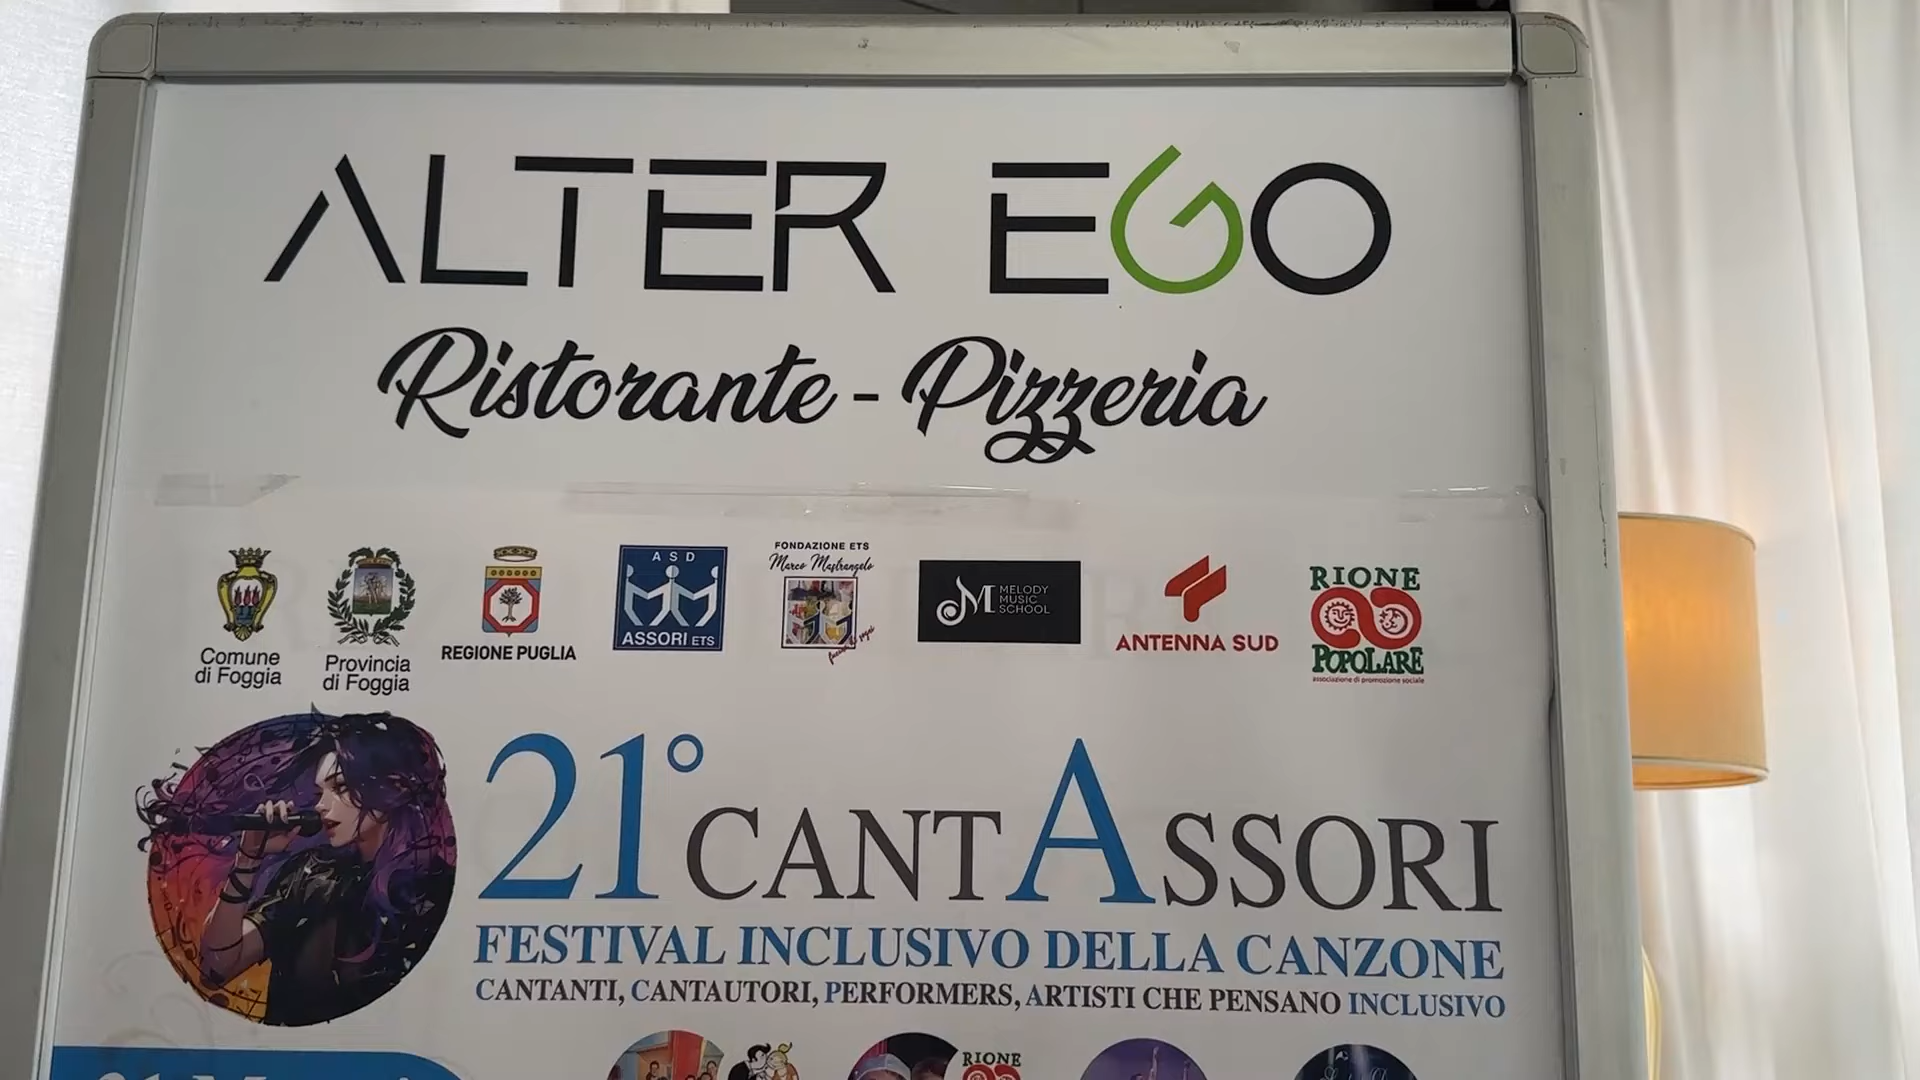 ALTER EGO
Ristorante - Pizzeria
Comune
di Foggia
Provincia
di Foggia
REGIONE PUGLIA
ASD
ASSORI ETS
FONDAZIONE ETS
Marco Mastrangelo
MELODY
MUSIC
SCHOOL
ANTENNA SUD
RIONE
POPOLARE
associazione di promozione sociale
21° CANTASSORI
FESTIVAL INCLUSIVO DELLA CANZONE
CANTANTI, CANTAUTORI, PERFORMERS, ARTISTI CHE PENSANO INCLUSIVO
RIONE